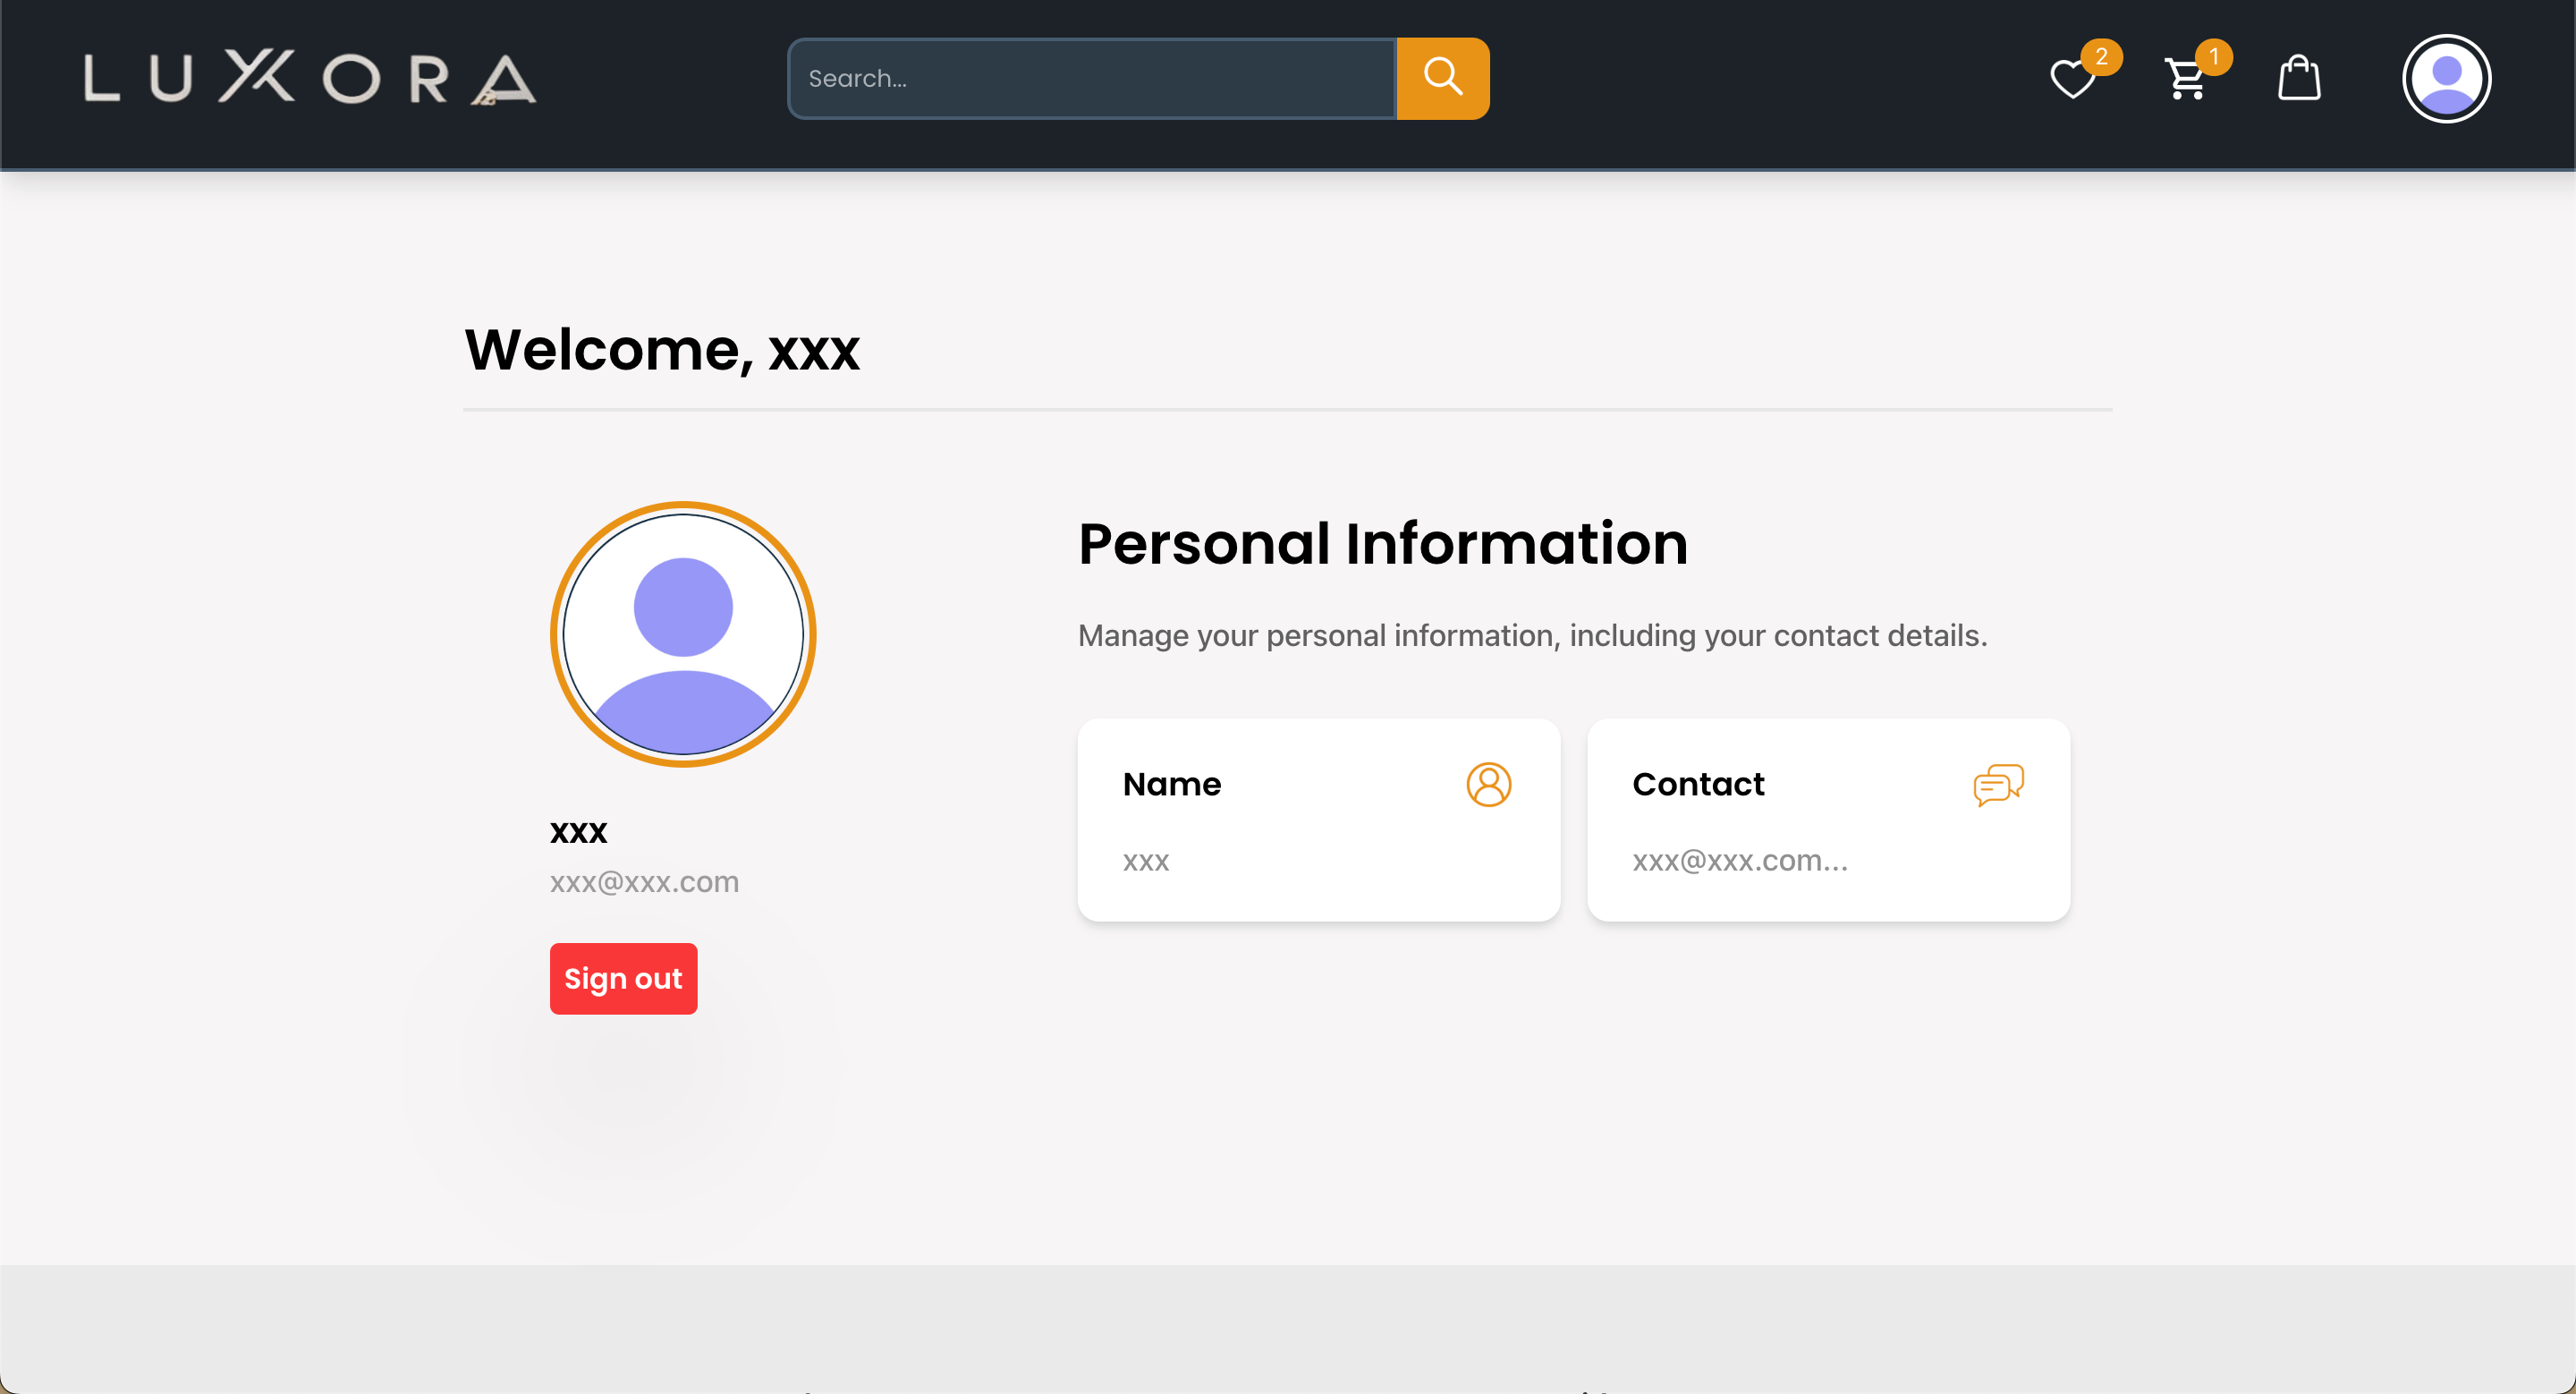 LUXORA
Search...
2
1
Welcome, xxx
Personal Information
Manage your personal information, including your contact details.
Name
xxx
Contact
xxx@xxx.com...
xxx
xxx@xxx.com
Sign out